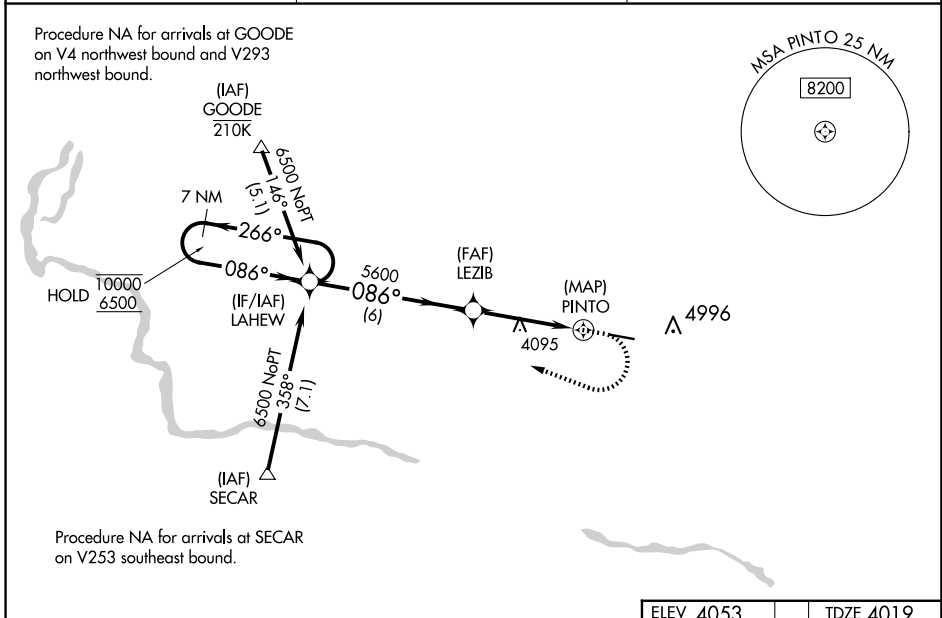 Procedure NA for arrivals at GOODE
on V4 northwest bound and V293
northwest bound.
MSA PINTO 25 NM
8200
(IAF)
GOODE
210K
6500 NoPT
146°
(5.1)
7 NM
266°
086°
HOLD
10000
6500
(IF/IAF)
LAHEW
5600
086°
(6)
(FAF)
LEZIB
(MAP)
PINTO
4095
4996
6500 NoPT
358°
(7.1)
(IAF)
SECAR
Procedure NA for arrivals at SECAR
on V253 southeast bound.
ELEV 4053
TDZE 4019